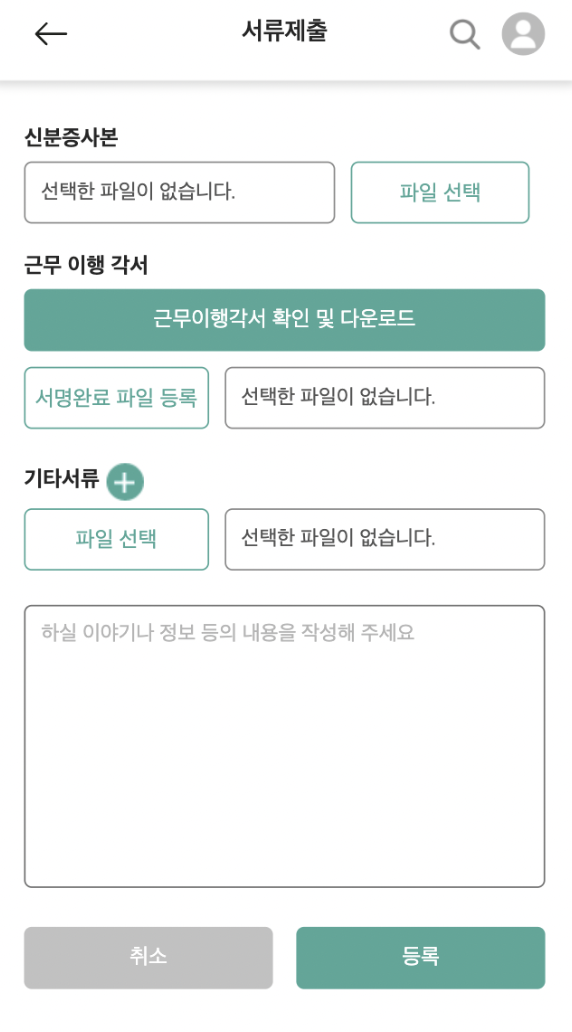 서류제출
신분증사본
선택한 파일이 없습니다.
파일 선택
근무 이행 각서
근무이행각서 확인 및 다운로드
서명완료 파일 등록
선택한 파일이 없습니다.
기타서류
파일 선택
선택한 파일이 없습니다.
하실 이야기나 정보 등의 내용을 작성해 주세요
취소
등록